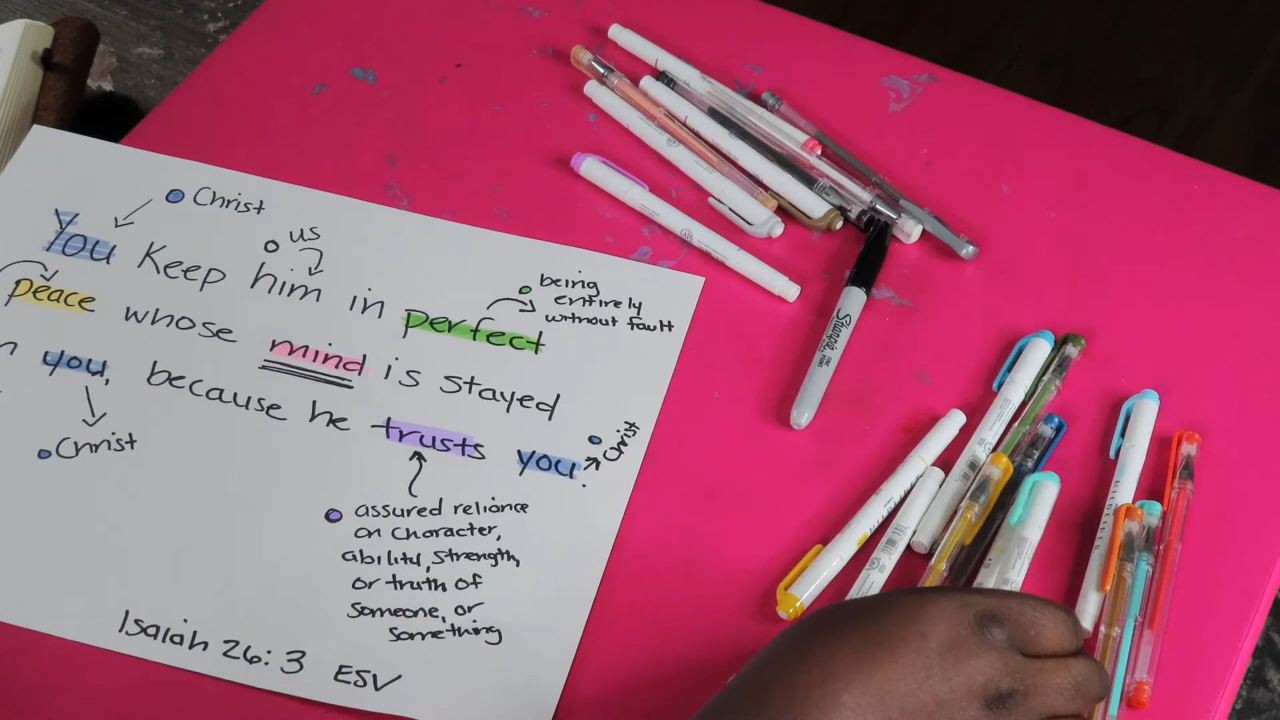 Christ
us
You Keep him in perfect
being
entirely
without fault
peace whose mind is stayed
you, because he trusts you.
Christ
Christ
assured reliance
on character,
ability, strength,
or truth of
someone, or
something
Isaiah 26:3 ESV
Sharpie